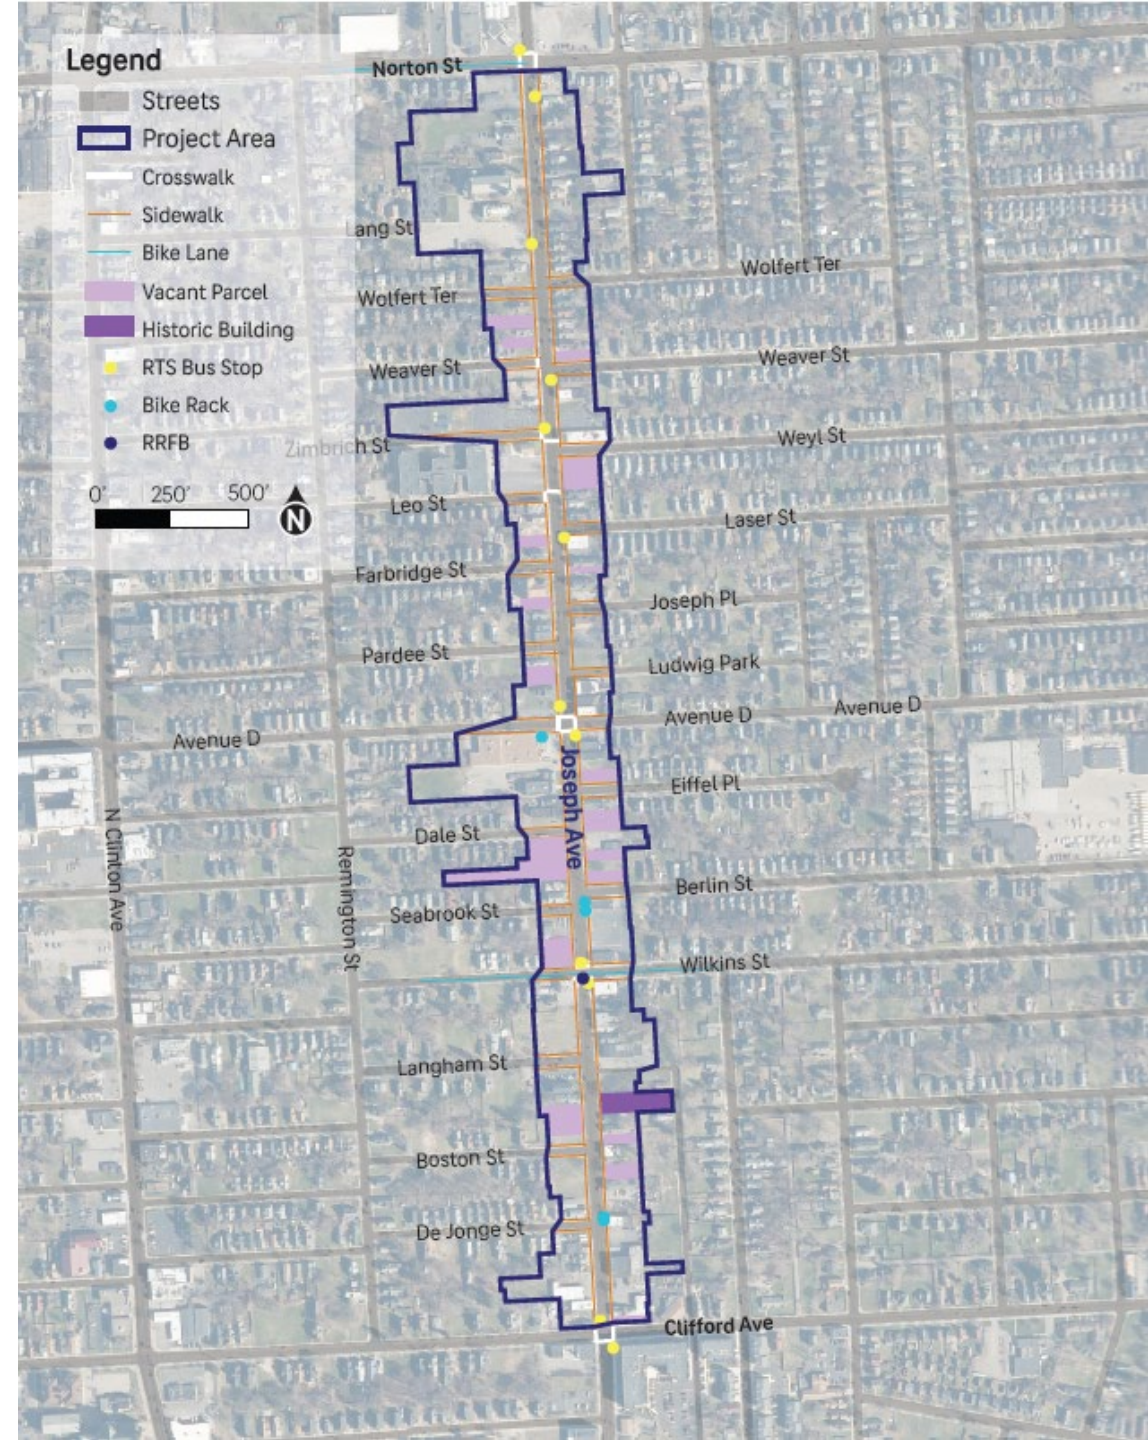 Legend
Streets
Project Area
Crosswalk
Sidewalk
Bike Lane
Vacant Parcel
Historic Building
RTS Bus Stop
Bike Rack
RRFB
0' 250' 500'
N
Norton St
Lang St
Wolfert Ter
Wolfert Ter
Weaver St
Weaver St
Zimbrich St
Weyl St
Leo St
Laser St
Farbridge St
Joseph Pl
Pardee St
Ludwig Park
Avenue D
Avenue D
Avenue D
Joseph Ave
Eiffel Pl
N Clinton Ave
Remington St
Dale St
Berlin St
Seabrook St
Wilkins St
Langham St
Boston St
De Jonge St
Clifford Ave